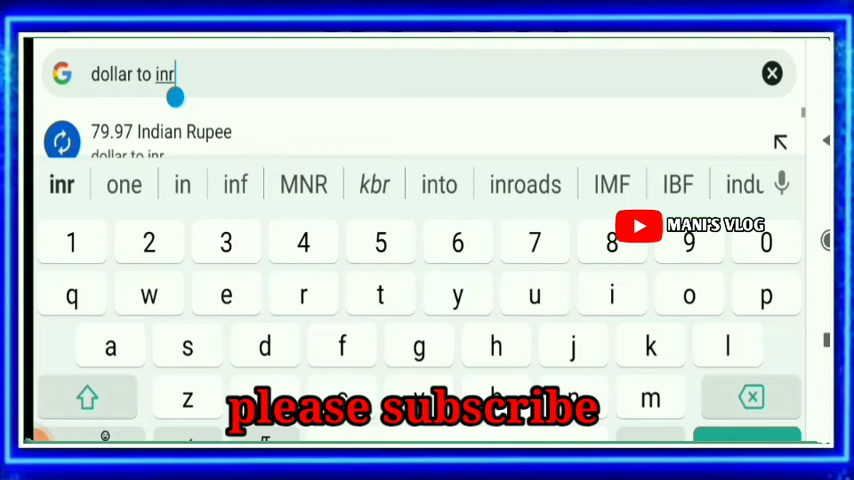 dollar to inr
79.97 Indian Rupee
dollar to inr
inr one in inf MNR kbr into inroads IMF IBF indu
MANI'S VLOG
1 2 3 4 5 6 7 8 9 0
q w e r t y u i o p
a s d f g h j k l
z m
please subscribe